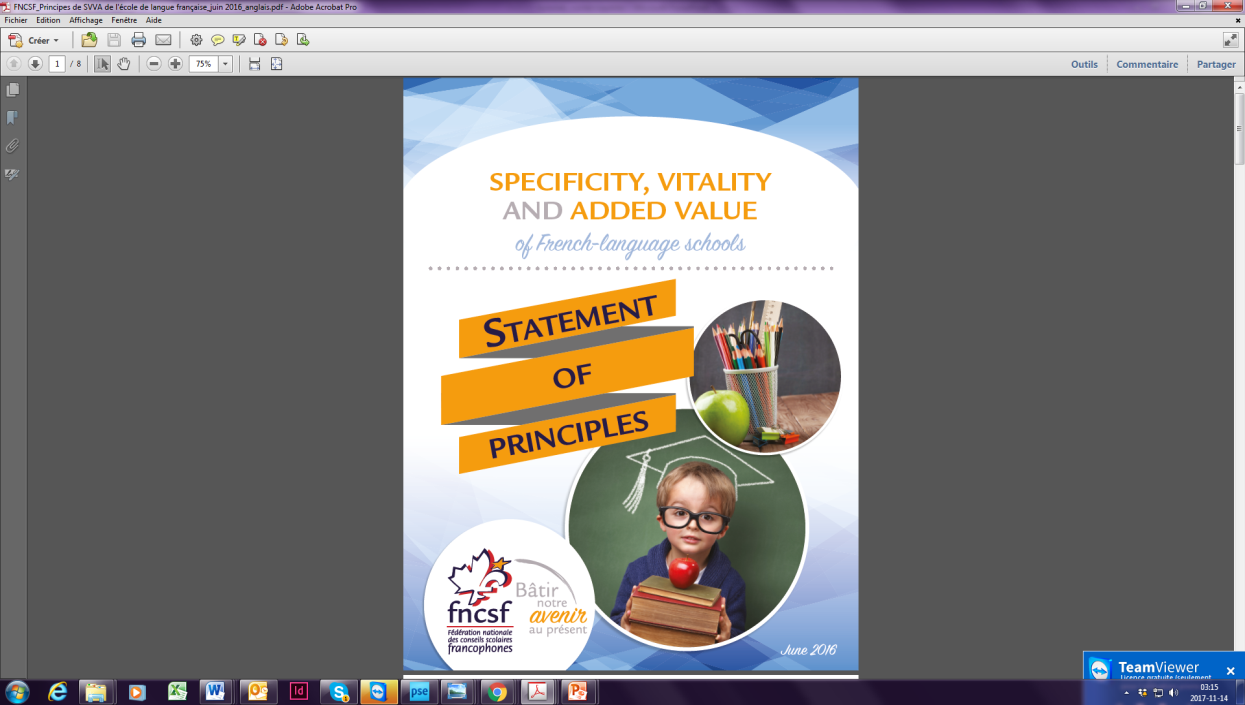 FNCSF_Principes de SVVA de l'école de langue française_juin 2016_anglais.pdf - Adobe Acrobat Pro
Fichier Edition Affichage Fenêtre Aide
Créer
1 / 8
75%
Outils Commentaire Partager
SPECIFICITY, VITALITY
AND ADDED VALUE
of French-language schools
STATEMENT
OF
PRINCIPLES
fncsf
Fédération nationale
des conseils scolaires
francophones
Bâtir
notre
avenir
au présent
June 2016
TeamViewer
Licence gratuite (seulement
W
Id
S
pse
P
03:15
2017-11-14